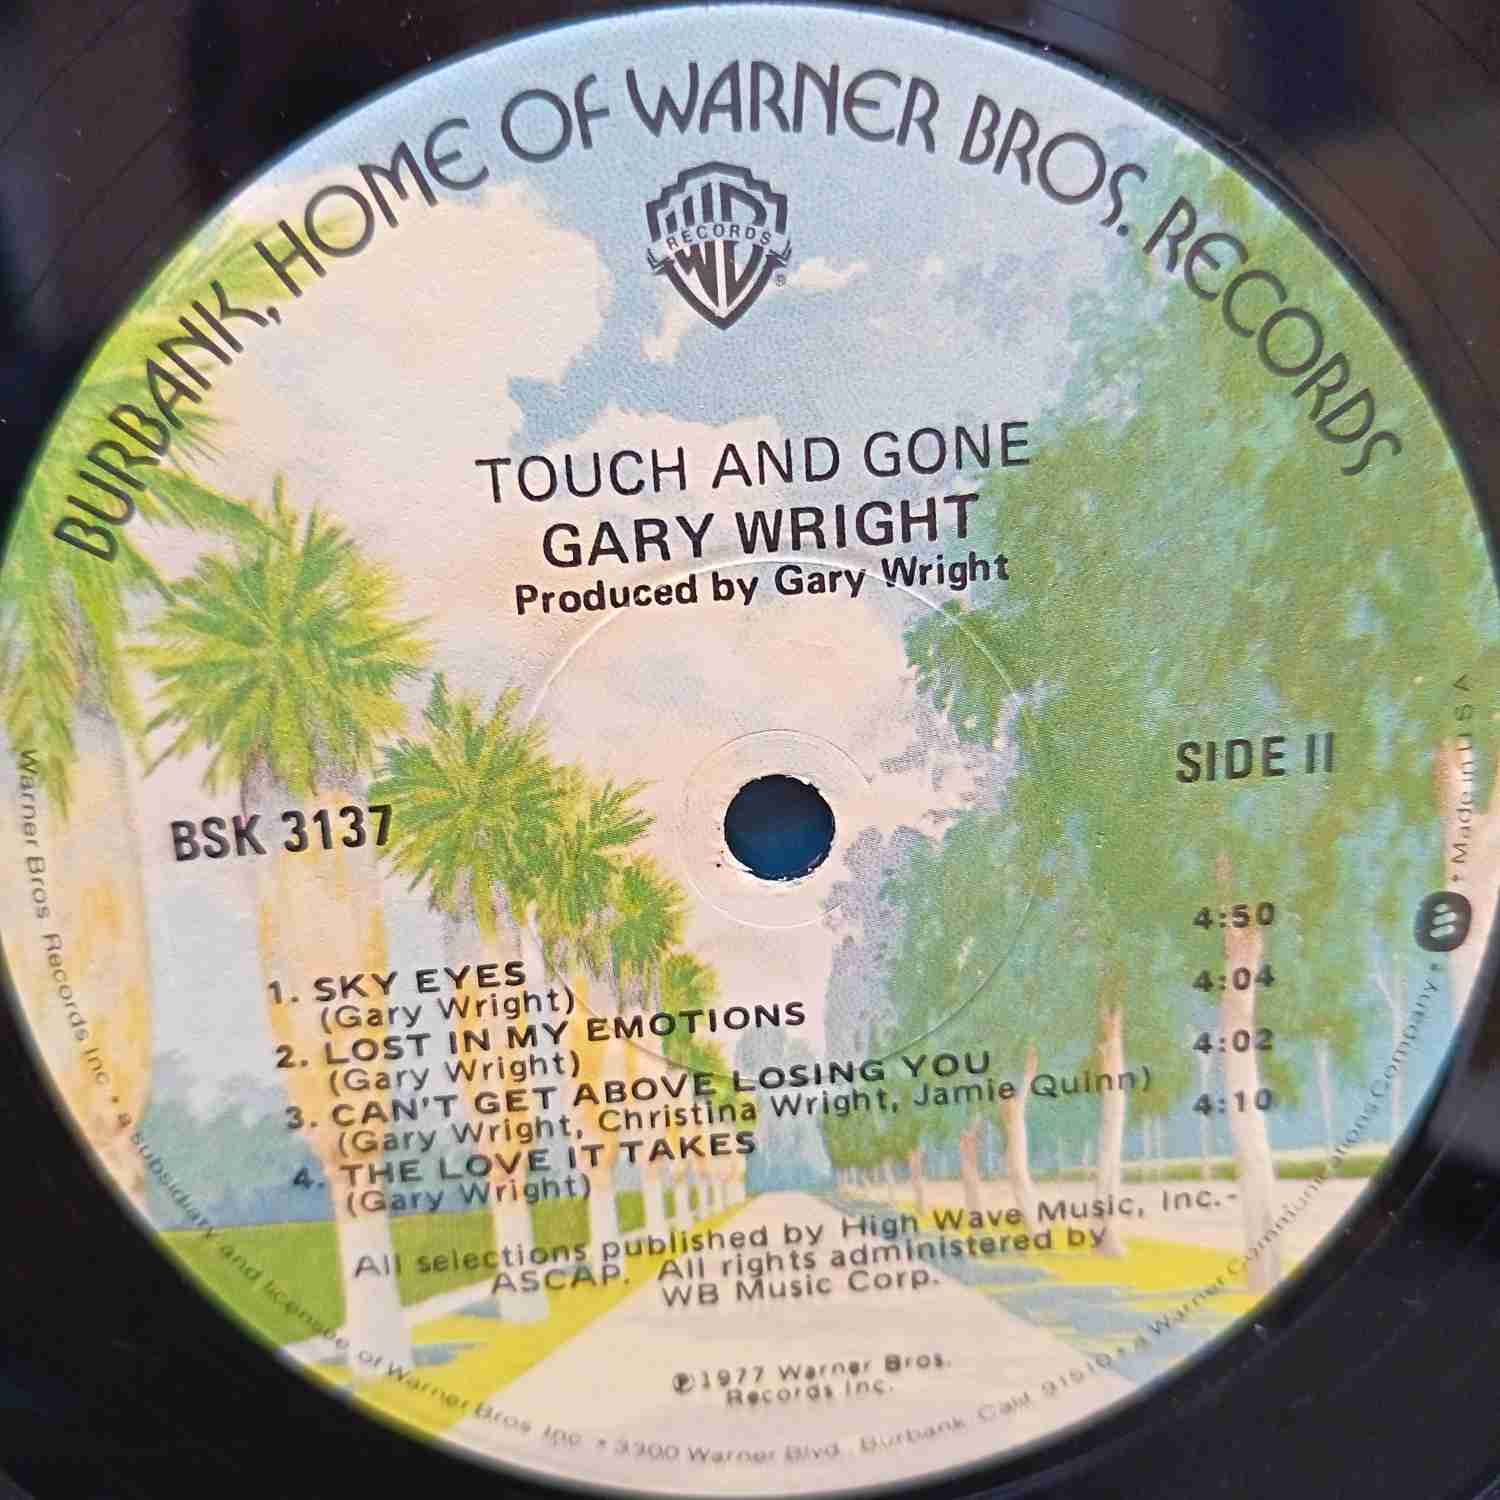 BURBANK, HOME OF WARNER BROS. RECORDS
RECORDS
TOUCH AND GONE
GARY WRIGHT
Produced by Gary Wright
SIDE II
BSK 3137
1. SKY EYES 4:50
(Gary Wright)
2. LOST IN MY EMOTIONS 4:04
(Gary Wright)
3. CAN'T GET ABOVE LOSING YOU 4:02
(Gary Wright, Christina Wright, Jamie Quinn)
4. THE LOVE IT TAKES 4:10
(Gary Wright)
All selections published by High Wave Music, Inc.-
ASCAP. All rights administered by
WB Music Corp.
℗1977 Warner Bros.
Records Inc.
Warner Bros. Records Inc. • a subsidiary and licensee of Warner Bros. Inc. • 3300 Warner Blvd., Burbank, Calif. 91510 • a Warner Communications Company • Made in U S A